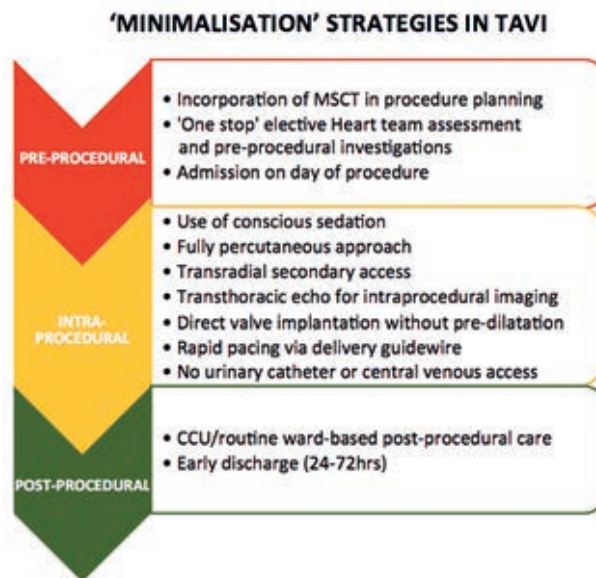 ‘MINIMALISATION’ STRATEGIES IN TAVI
PRE-PROCEDURAL
• Incorporation of MSCT in procedure planning
• 'One stop' elective Heart team assessment
and pre-procedural investigations
• Admission on day of procedure
INTRA-
PROCEDURAL
• Use of conscious sedation
• Fully percutaneous approach
• Transradial secondary access
• Transthoracic echo for intraprocedural imaging
• Direct valve implantation without pre-dilatation
• Rapid pacing via delivery guidewire
• No urinary catheter or central venous access
POST-PROCEDURAL
• CCU/routine ward-based post-procedural care
• Early discharge (24-72hrs)